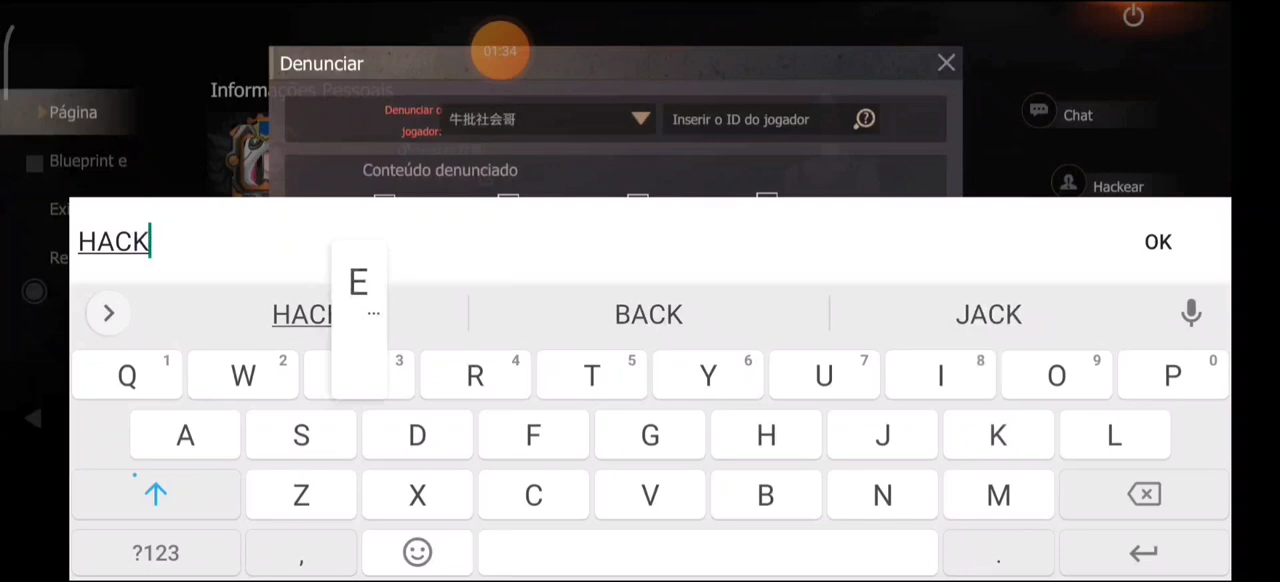 01:34
Denunciar
Informações Pessoais
Página
Denunciar o
jogador:
牛批社会哥
Inserir o ID do jogador
Chat
Blueprint e
Conteúdo denunciado
Hackear
HACK
OK
E
...
BACK
JACK
Q 1 W 2 3 R 4 T 5 Y 6 U 7 I 8 O 9 P 0
A S D F G H J K L
Z X C V B N M
?123 , .